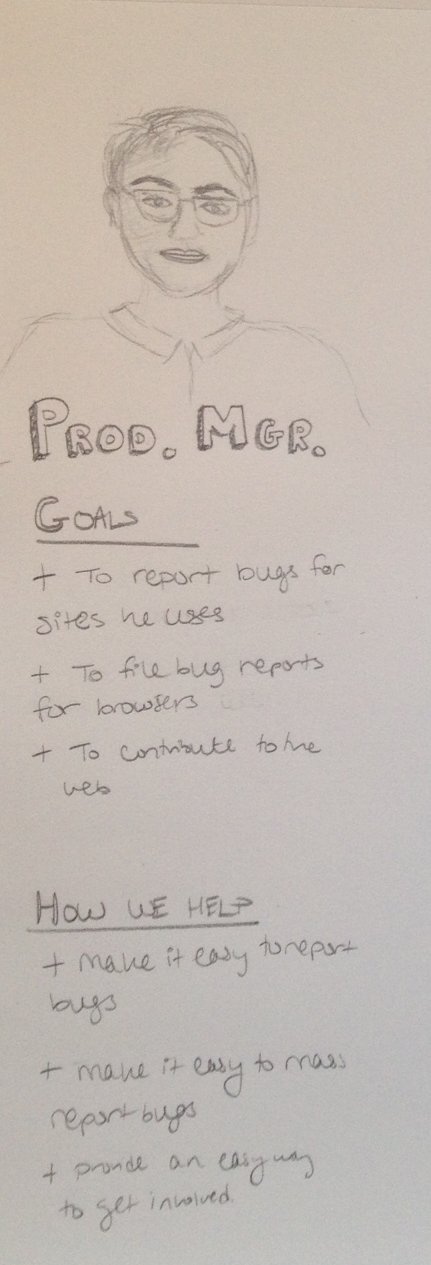 PROD. MGR.
GOALS
+ To report bugs for
sites he uses
+ To file bug reports
for browsers
+ To contribute to the
web
HOW WE HELP
+ make it easy to report
bugs
+ make it easy to mass
report bugs
+ provide an easy way
to get involved.